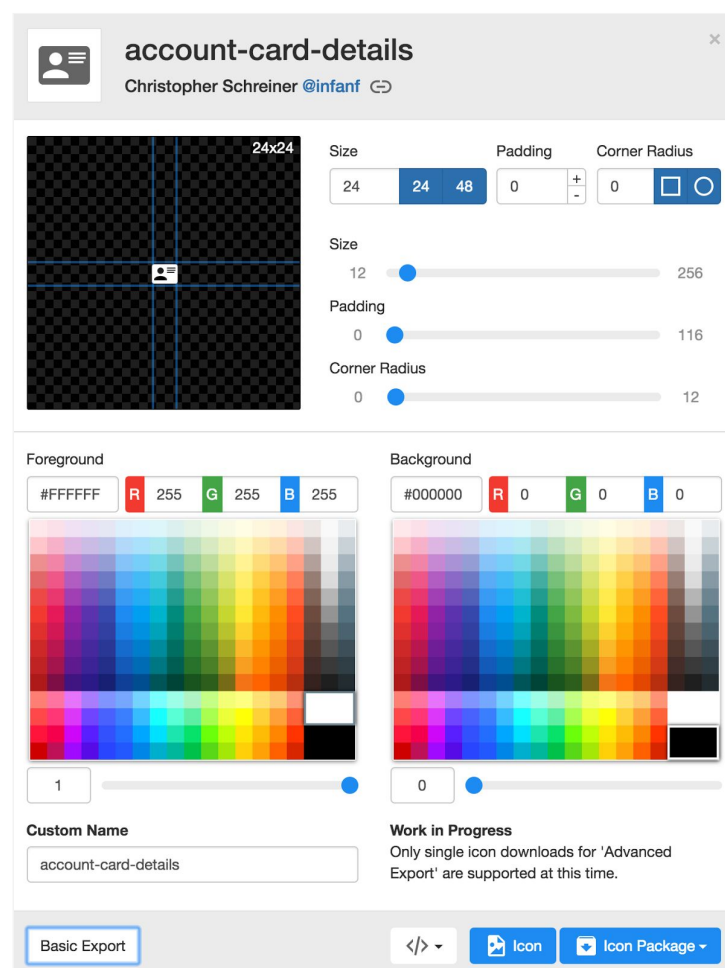 account-card-details
×
Christopher Schreiner @infanf
24x24
Size
Padding
Corner Radius
24
24
48
0
+
-
0
Size
12
256
Padding
0
116
Corner Radius
0
12
Foreground
Background
#FFFFFF
R
255
G
255
B
255
#000000
R
0
G
0
B
0
1
0
Custom Name
account-card-details
Work in Progress
Only single icon downloads for 'Advanced
Export' are supported at this time.
Basic Export
</>
Icon
Icon Package